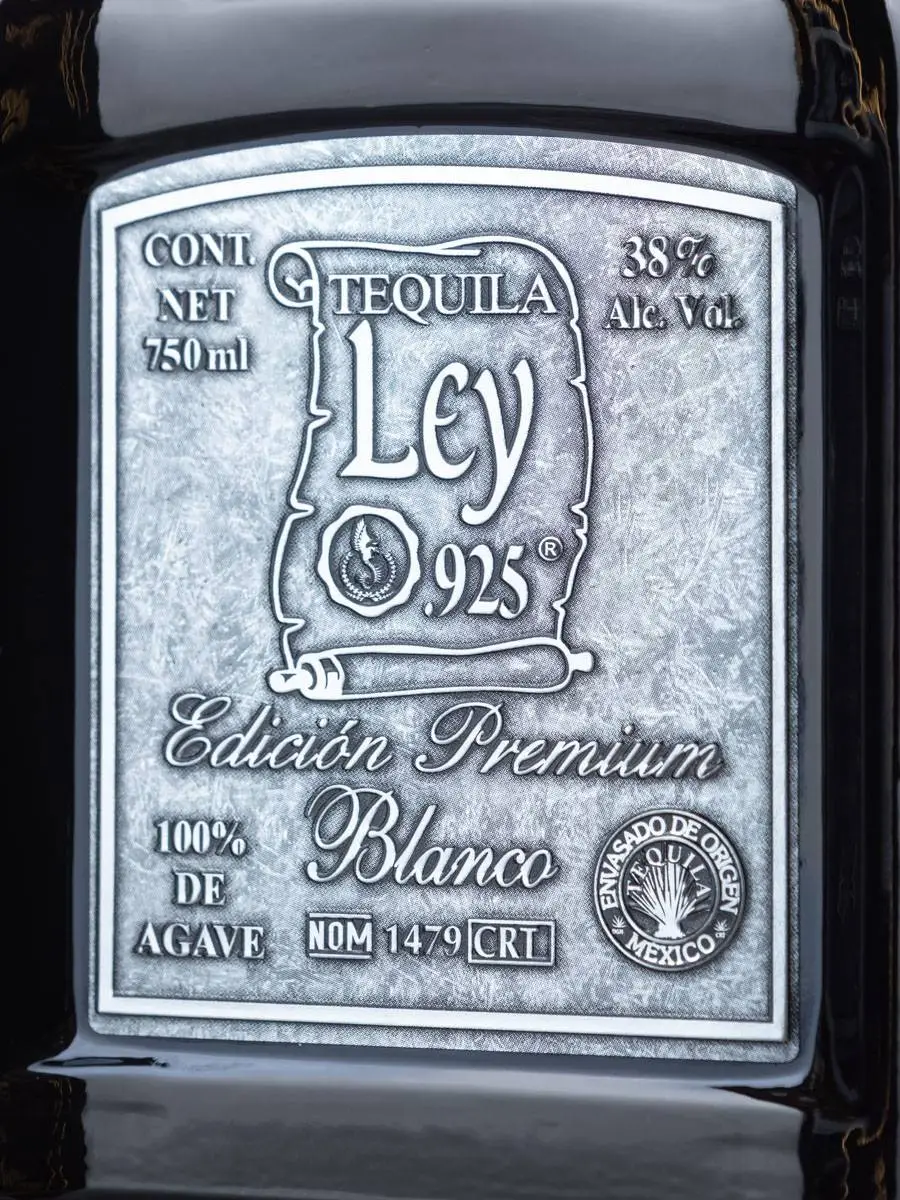 CONT.
NET
750 ml
TEQUILA
Ley
.925®
38%
Alc. Vol.
Edición Premium
Blanco
100%
DE
AGAVE
NOM 1479 CRT
ENVASADO DE ORIGEN
TEQUILA
MEXICO